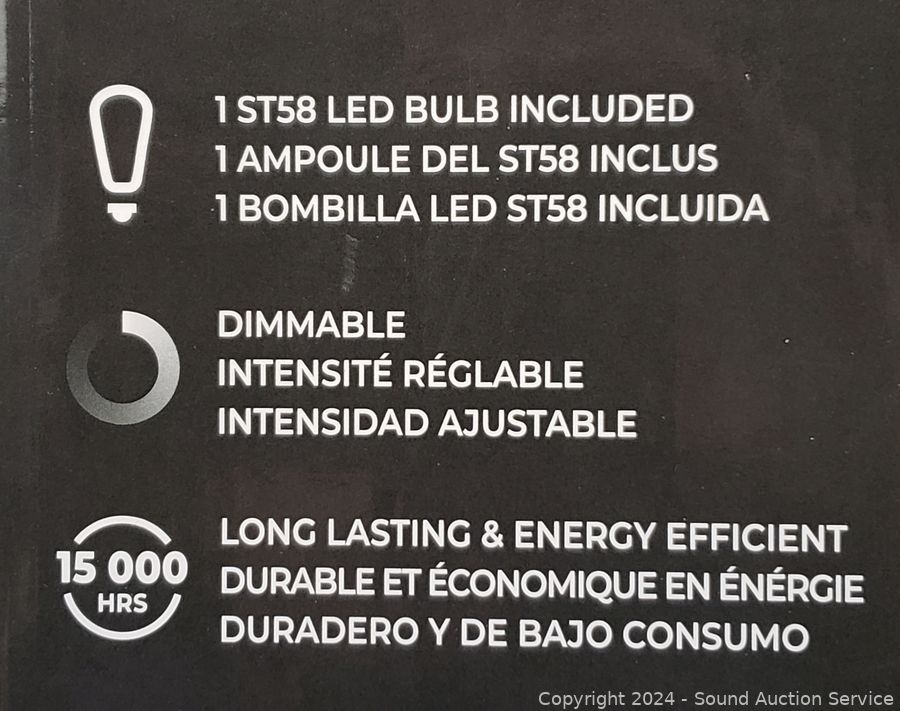 1 ST58 LED BULB INCLUDED
1 AMPOULE DEL ST58 INCLUS
1 BOMBILLA LED ST58 INCLUIDA
DIMMABLE
INTENSITÉ RÉGLABLE
INTENSIDAD AJUSTABLE
15 000
HRS
LONG LASTING & ENERGY EFFICIENT
DURABLE ET ÉCONOMIQUE EN ÉNÉRGIE
DURADERO Y DE BAJO CONSUMO
Copyright 2024 - Sound Auction Service